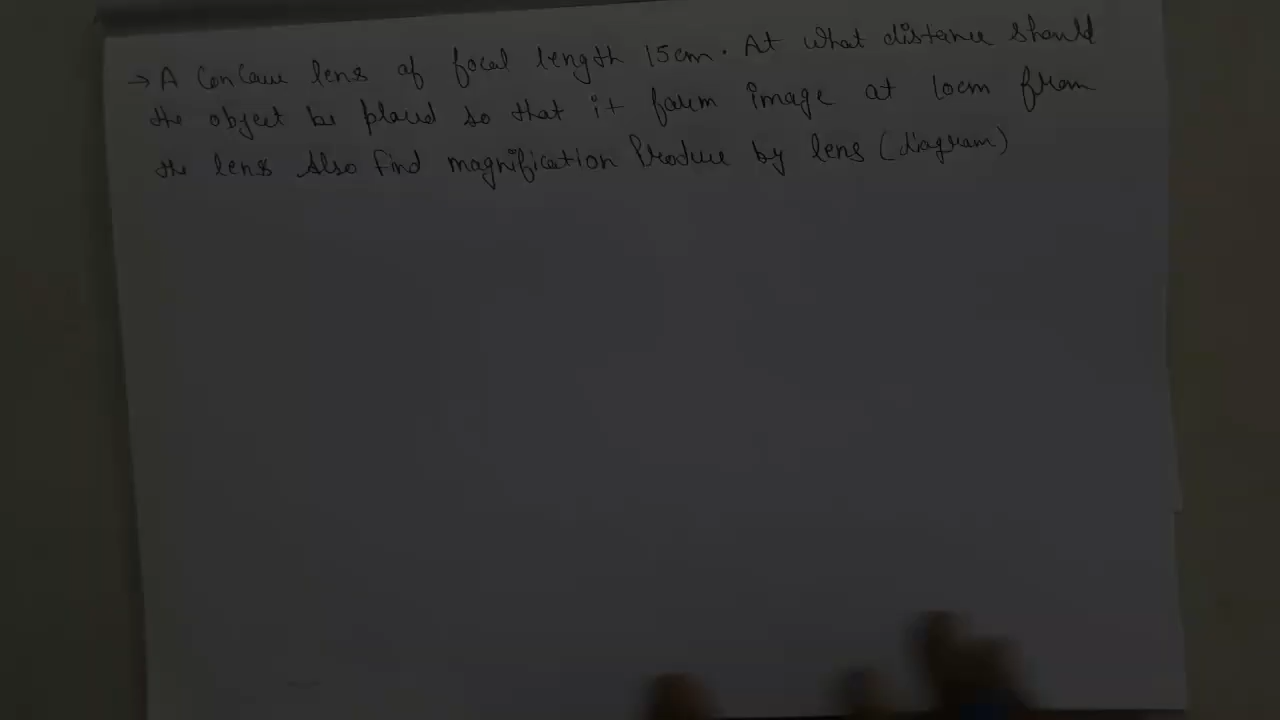 → A Concave lens of focal length 15cm. At what distance should
the object be placed so that it form image at 10cm from
the lens Also find magnification Produce by lens (diagram)